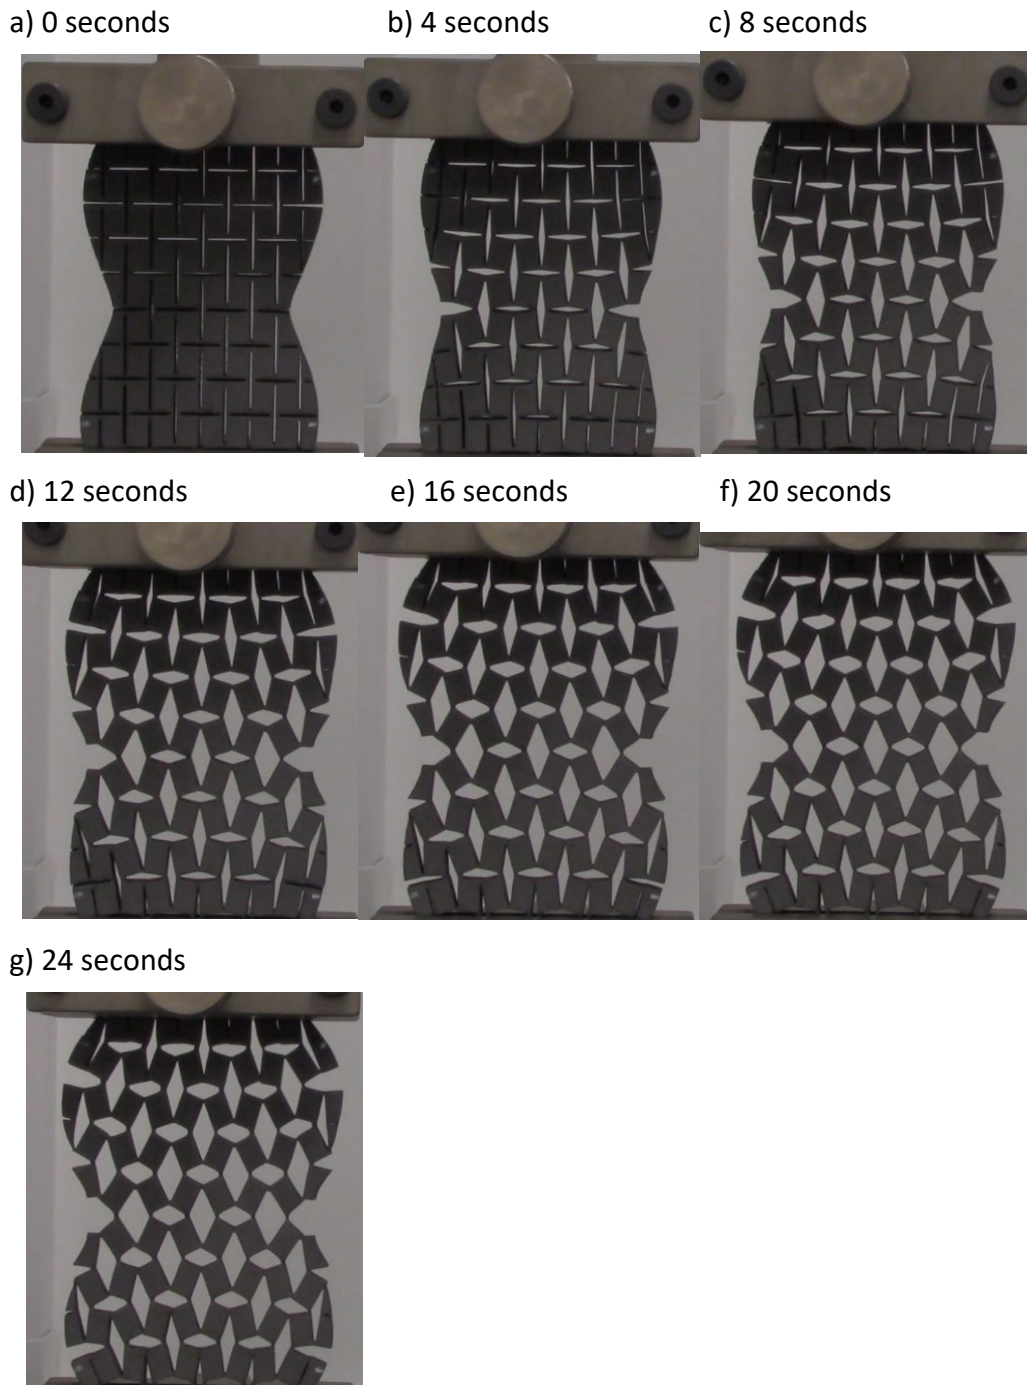 a) 0 seconds
b) 4 seconds
c) 8 seconds
d) 12 seconds
e) 16 seconds
f) 20 seconds
g) 24 seconds